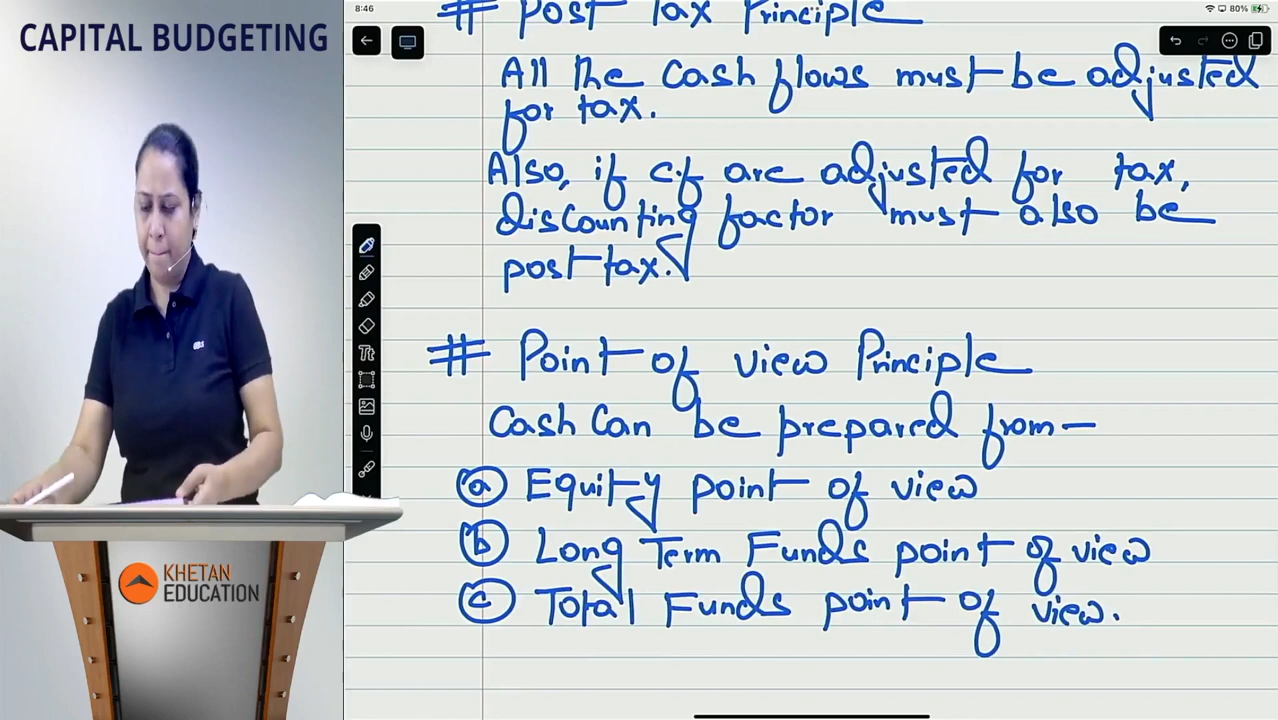 CAPITAL BUDGETING
8:46
80%
# Post Tax Principle
All the cash flows must be adjusted
for tax.
Also, if c.f are adjusted for tax,
discounting factor must also be
post tax.
# Point of view Principle
Cash Can be prepared from-
(a) Equity point of view
(b) Long Term Funds point of view
(c) Total Funds point of view.
Tt
KHETAN
EDUCATION